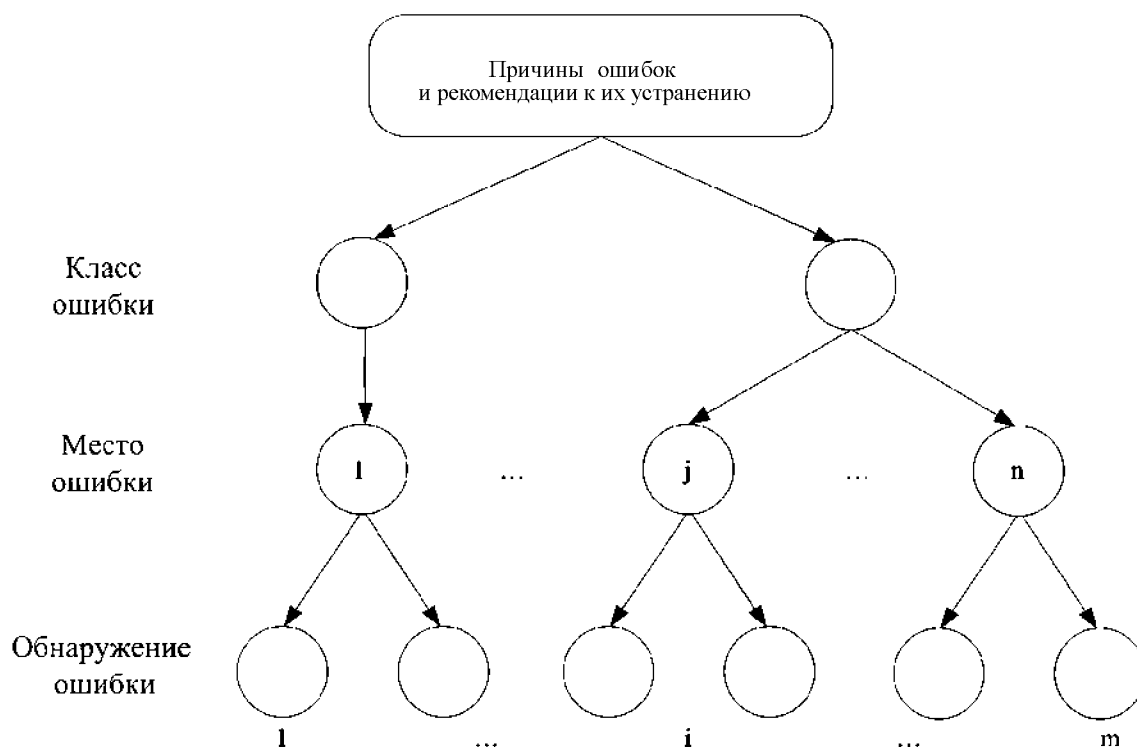 Причины ошибок
и рекомендации к их устранению
Класс
ошибки
Место
ошибки
1 ... j ... n
Обнаружение
ошибки
1 ... i ... m